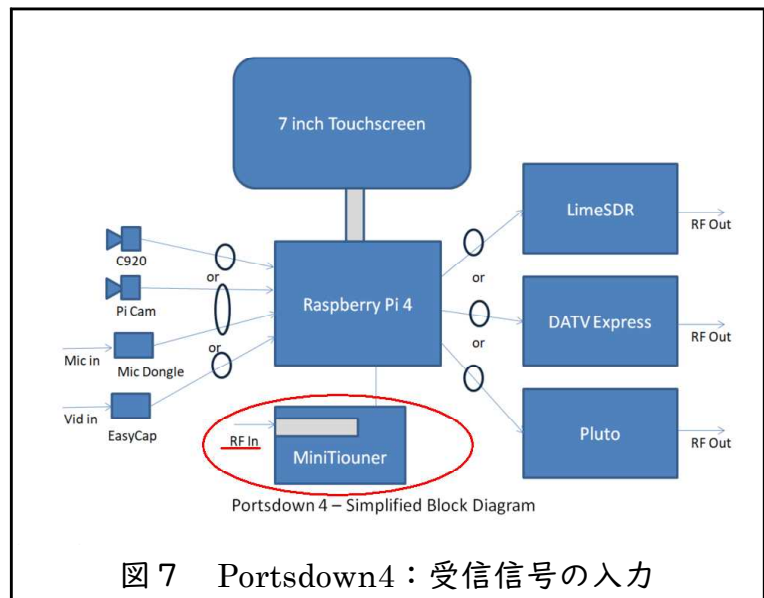 7 inch Touchscreen
C920
or
Pi Cam
or
Mic in
Mic Dongle
Vid in
EasyCap
Raspberry Pi 4
RF In
MiniTiouner
or
or
LimeSDR
RF Out
DATV Express
RF Out
Pluto
RF Out
Portsdown 4 – Simplified Block Diagram
図７ Portsdown4：受信信号の入力